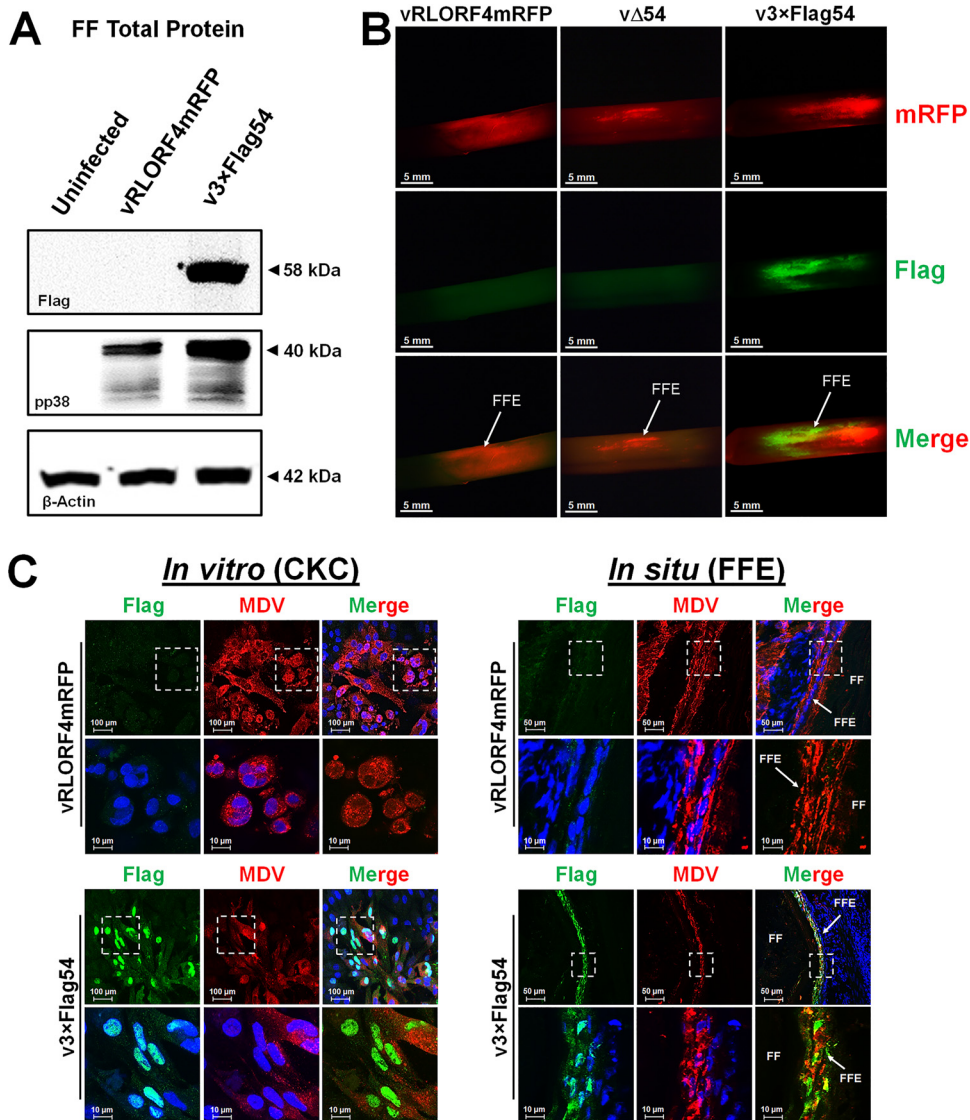 A
FF Total Protein
Uninfected
vRLORF4mRFP
v3×Flag54
Flag
58 kDa
pp38
40 kDa
β-Actin
42 kDa
B
vRLORF4mRFP
vΔ54
v3×Flag54
5 mm
5 mm
5 mm
mRFP
5 mm
5 mm
5 mm
Flag
FFE
FFE
FFE
5 mm
5 mm
5 mm
Merge
C
In vitro (CKC)
Flag
MDV
Merge
vRLORF4mRFP
100 µm
100 µm
100 µm
10 µm
10 µm
10 µm
Flag
MDV
Merge
v3×Flag54
100 µm
100 µm
100 µm
10 µm
10 µm
10 µm
In situ (FFE)
Flag
MDV
Merge
vRLORF4mRFP
50 µm
50 µm
50 µm
FF
FFE
10 µm
10 µm
10 µm
FFE
FF
Flag
MDV
Merge
v3×Flag54
50 µm
50 µm
50 µm
FFE
FF
10 µm
10 µm
10 µm
FF
FFE